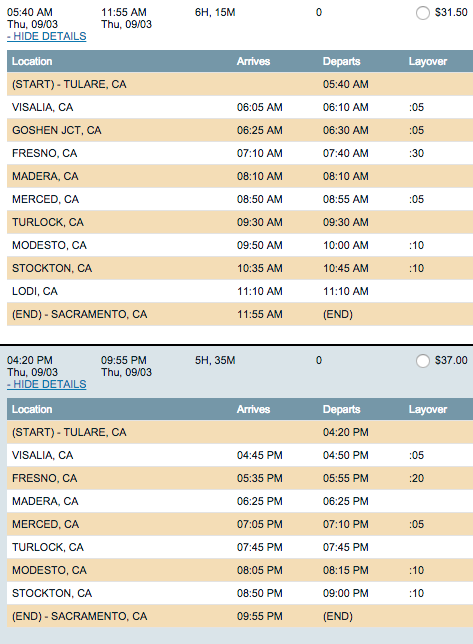 05:40 AM 11:55 AM 6H, 15M 0 $31.50
Thu, 09/03 Thu, 09/03
- HIDE DETAILS
Location Arrives Departs Layover
(START) - TULARE, CA 05:40 AM
VISALIA, CA 06:05 AM 06:10 AM :05
GOSHEN JCT, CA 06:25 AM 06:30 AM :05
FRESNO, CA 07:10 AM 07:40 AM :30
MADERA, CA 08:10 AM 08:10 AM
MERCED, CA 08:50 AM 08:55 AM :05
TURLOCK, CA 09:30 AM 09:30 AM
MODESTO, CA 09:50 AM 10:00 AM :10
STOCKTON, CA 10:35 AM 10:45 AM :10
LODI, CA 11:10 AM 11:10 AM
(END) - SACRAMENTO, CA 11:55 AM (END)
04:20 PM 09:55 PM 5H, 35M 0 $37.00
Thu, 09/03 Thu, 09/03
- HIDE DETAILS
Location Arrives Departs Layover
(START) - TULARE, CA 04:20 PM
VISALIA, CA 04:45 PM 04:50 PM :05
FRESNO, CA 05:35 PM 05:55 PM :20
MADERA, CA 06:25 PM 06:25 PM
MERCED, CA 07:05 PM 07:10 PM :05
TURLOCK, CA 07:45 PM 07:45 PM
MODESTO, CA 08:05 PM 08:15 PM :10
STOCKTON, CA 08:50 PM 09:00 PM :10
(END) - SACRAMENTO, CA 09:55 PM (END)